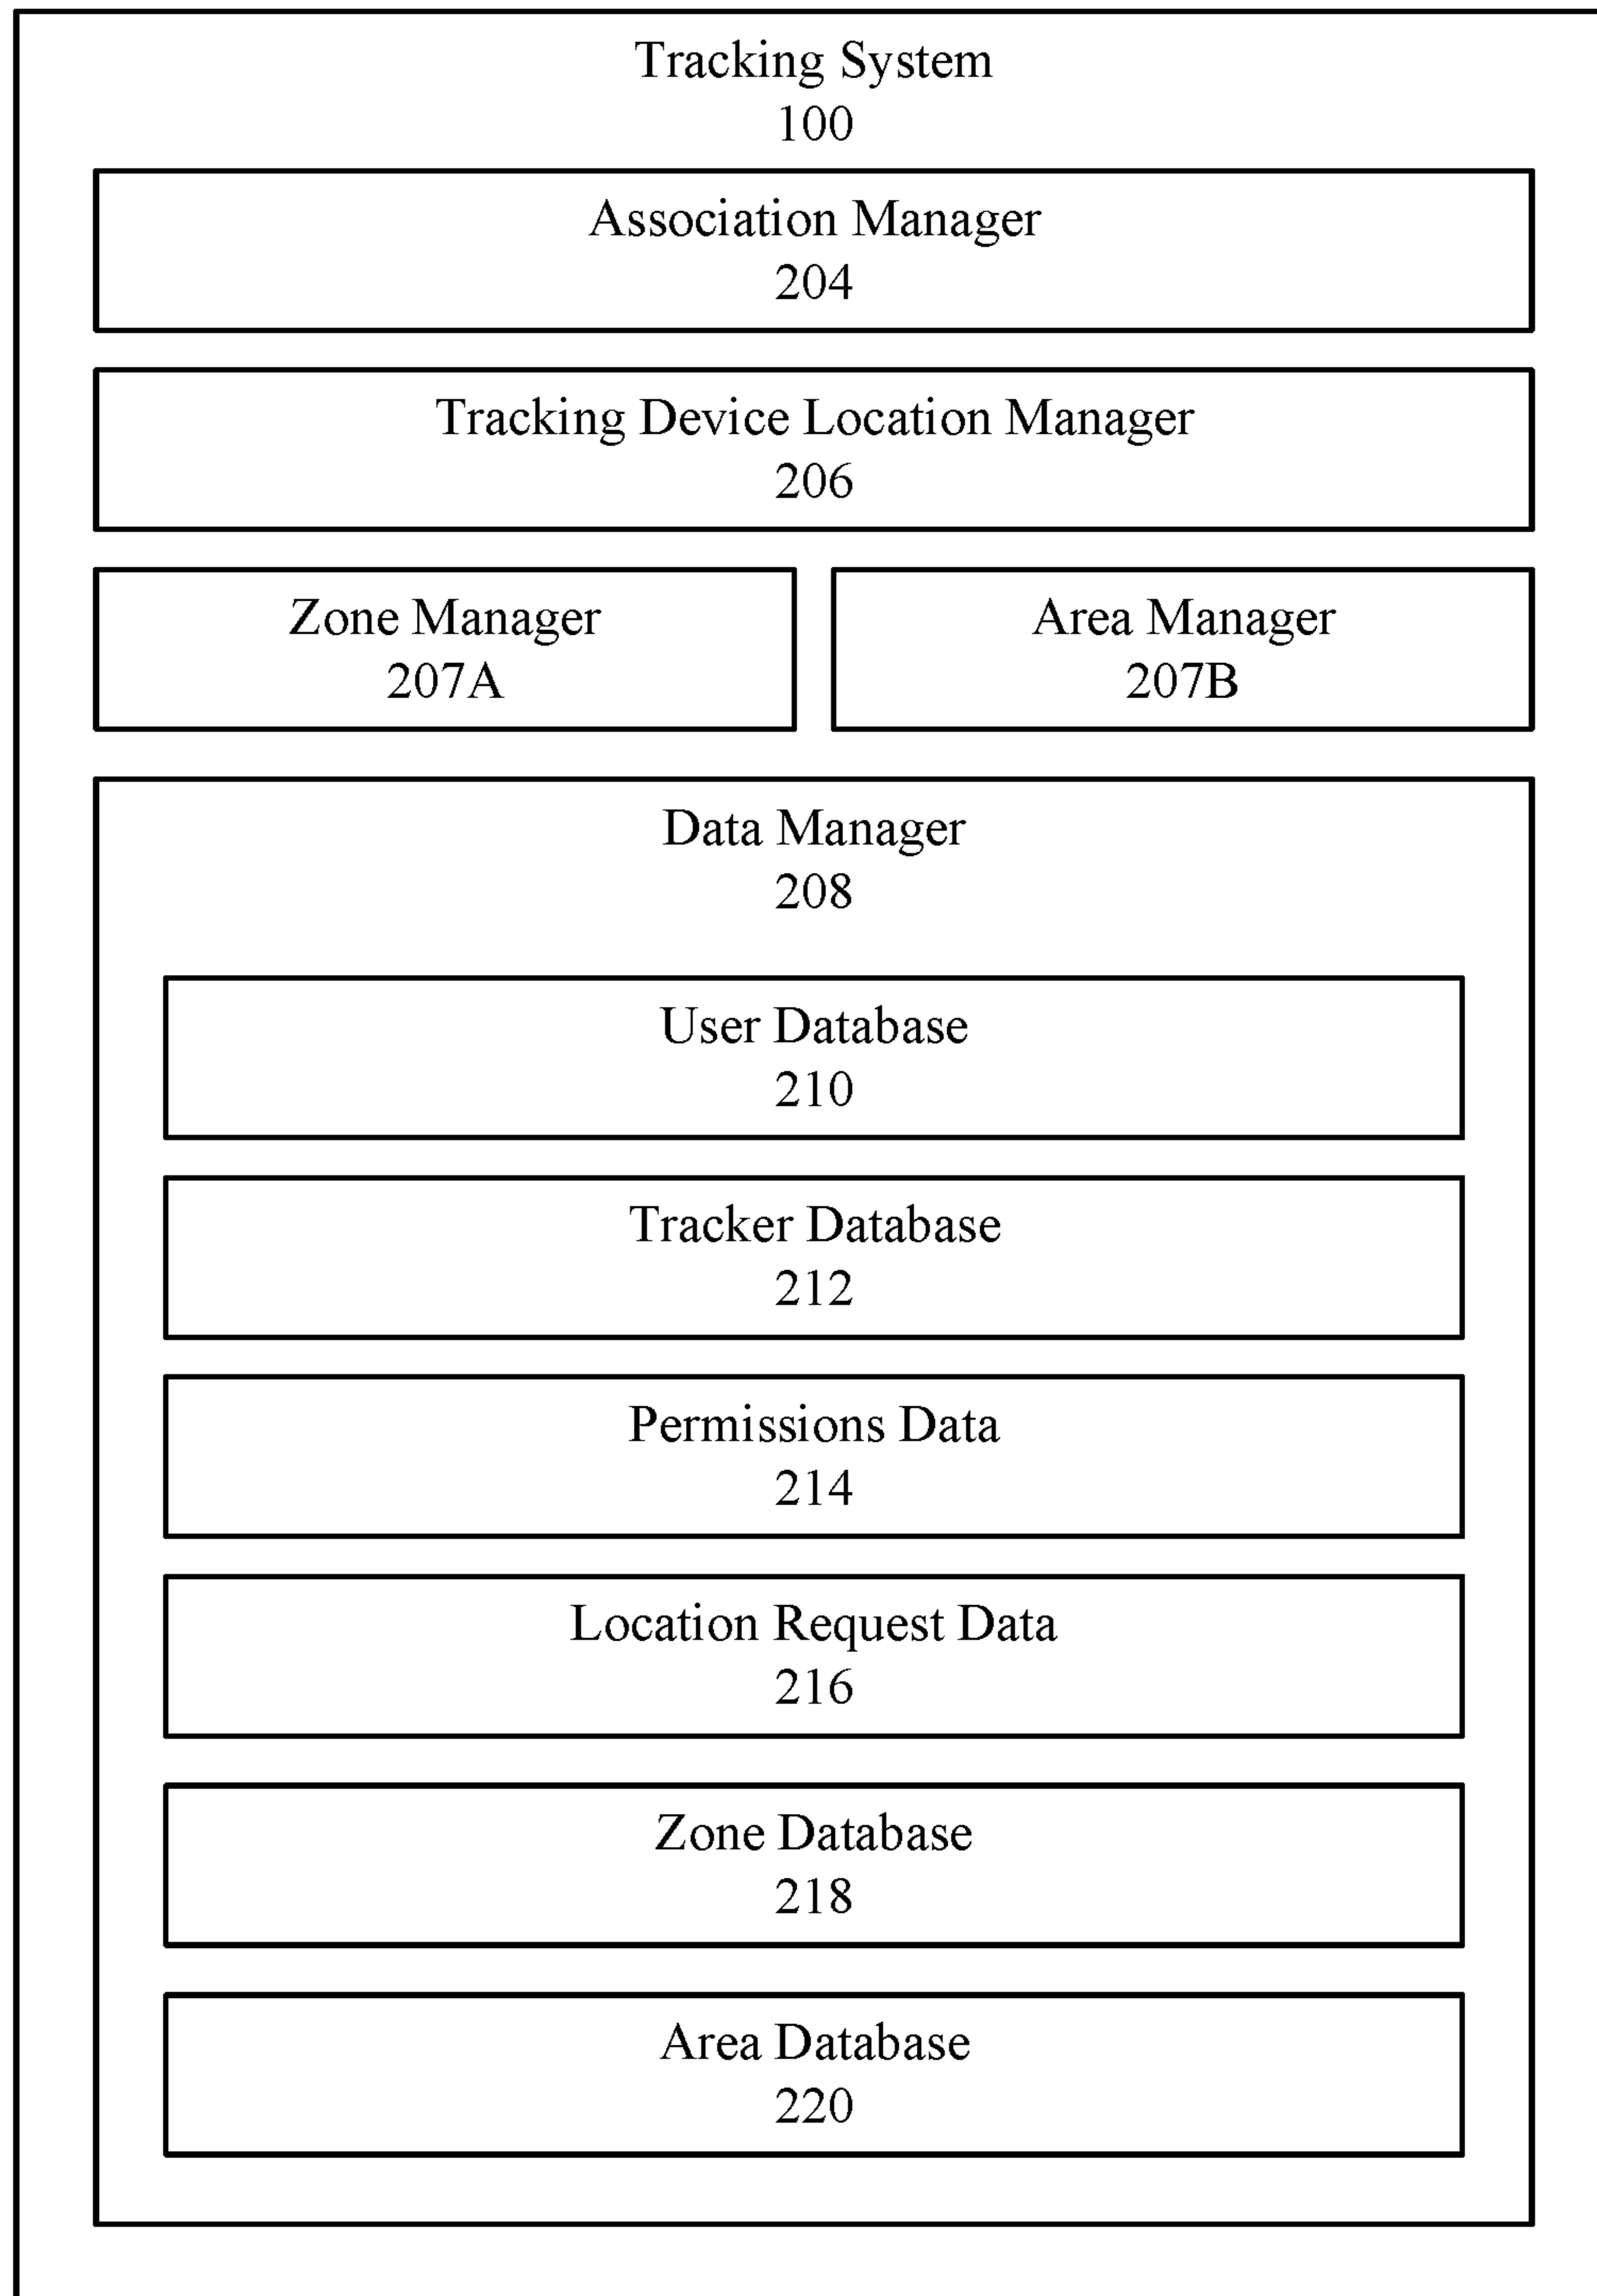 Tracking System
100
Association Manager
204
Tracking Device Location Manager
206
Zone Manager
207A
Area Manager
207B
Data Manager
208
User Database
210
Tracker Database
212
Permissions Data
214
Location Request Data
216
Zone Database
218
Area Database
220